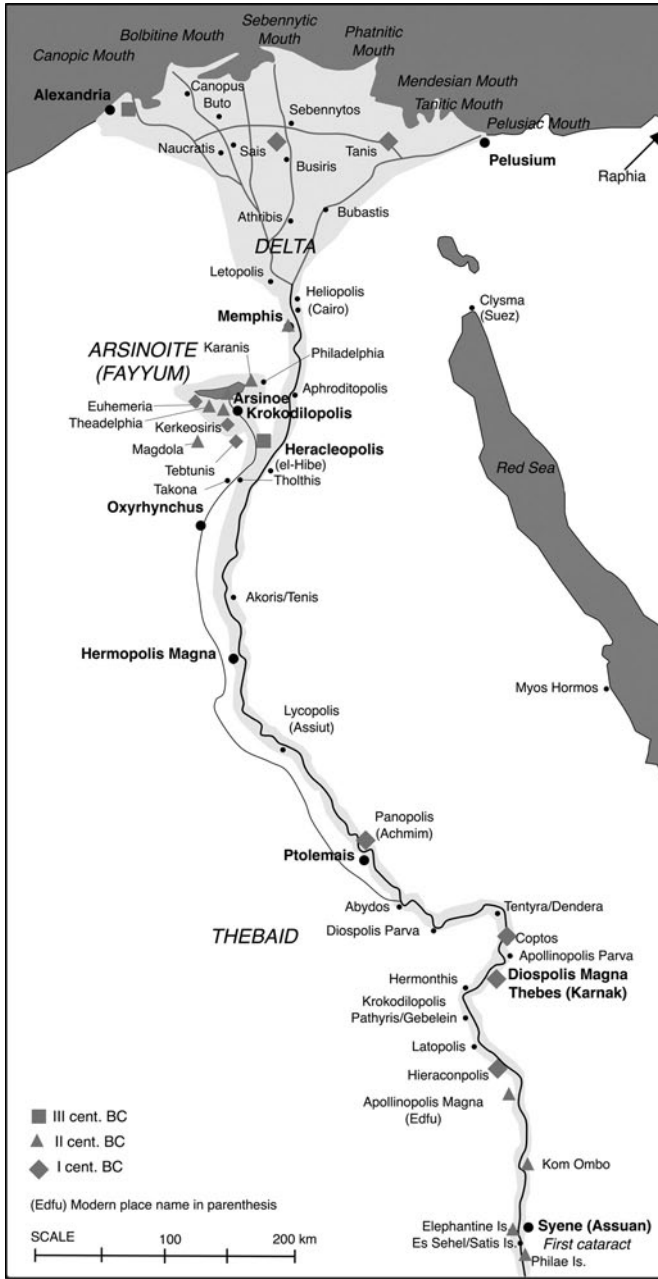 Sebennytic
Mouth
Bolbitine Mouth
Phatnitic
Mouth
Canopic Mouth
Mendesian Mouth
Tanitic Mouth
Pelusiac Mouth
Alexandria
Canopus
Buto
Sebennytos
Naucratis
Sais
Busiris
Tanis
Pelusium
Raphia
Athribis
Bubastis
DELTA
Letopolis
Heliopolis
(Cairo)
Clysma
(Suez)
Memphis
ARSINOITE
(FAYYUM)
Karanis
Philadelphia
Arsinoe
Krokodilopolis
Aphroditopolis
Euhemeria
Theadelphia
Kerkeosiris
Magdola
Tebtunis
Heracleopolis
(el-Hibe)
Takona
Tholthis
Oxyrhynchus
Red Sea
Akoris/Tenis
Hermopolis Magna
Myos Hormos
Lycopolis
(Assiut)
Panopolis
(Achmim)
Ptolemais
Abydos
Tentyra/Dendera
Diospolis Parva
THEBAID
Coptos
Apollinopolis Parva
Hermonthis
Diospolis Magna
Thebes (Karnak)
Krokodilopolis
Pathyris/Gebelein
Latopolis
Hieraconpolis
Apollinopolis Magna
(Edfu)
III cent. BC
II cent. BC
I cent. BC
Kom Ombo
(Edfu) Modern place name in parenthesis
SCALE 100 200 km
Elephantine Is.
Syene (Assuan)
Es Sehel/Satis Is.
First cataract
Philae Is.